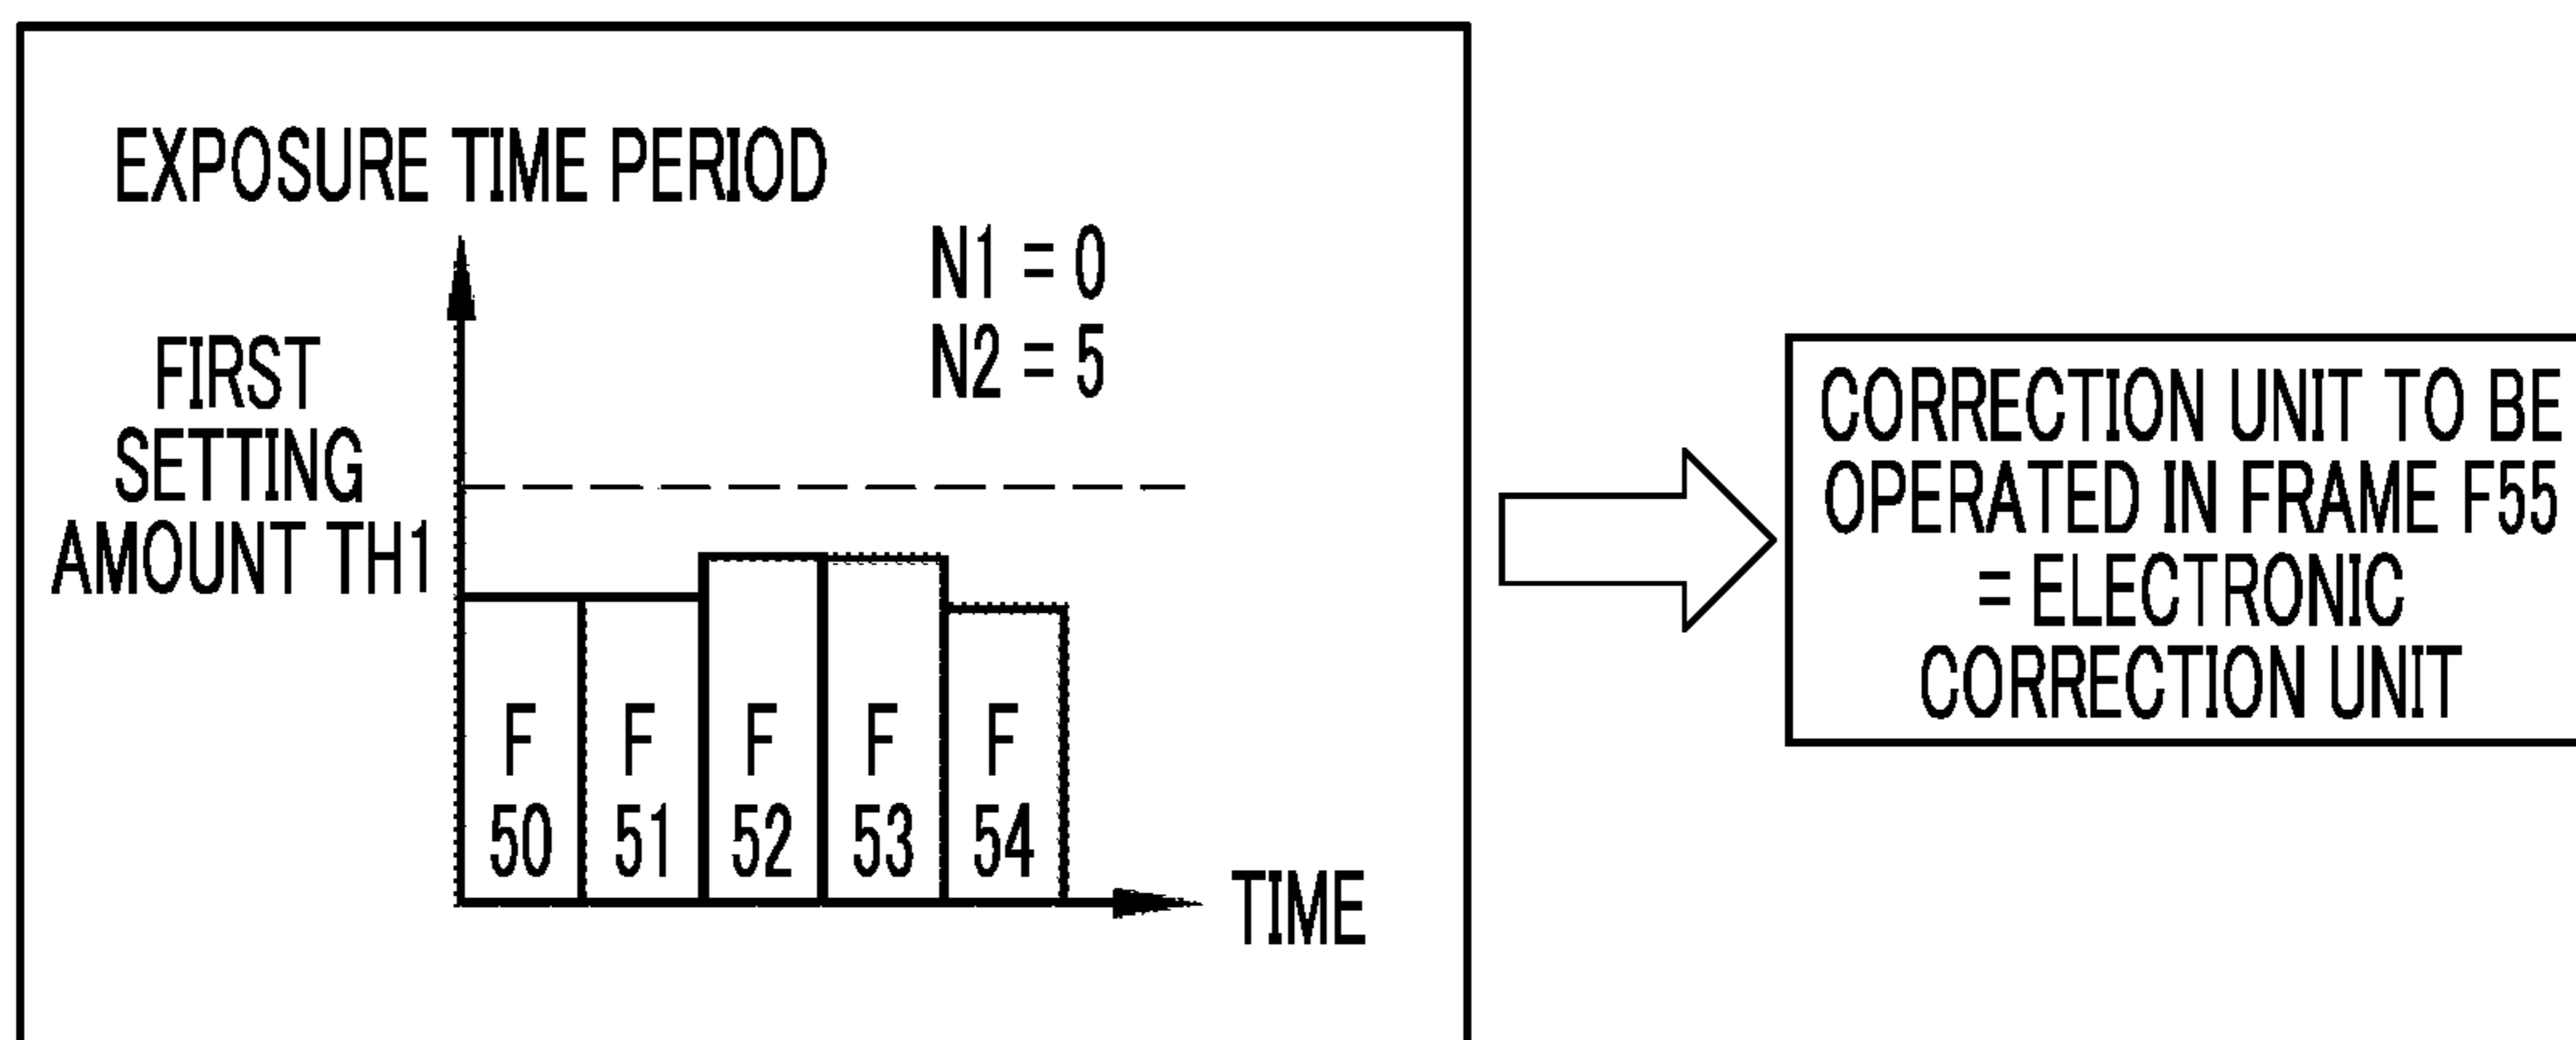 EXPOSURE TIME PERIOD
N1 = 0
N2 = 5
FIRST
SETTING
AMOUNT TH1
F
50
F
51
F
52
F
53
F
54
TIME
CORRECTION UNIT TO BE
OPERATED IN FRAME F55
= ELECTRONIC
CORRECTION UNIT